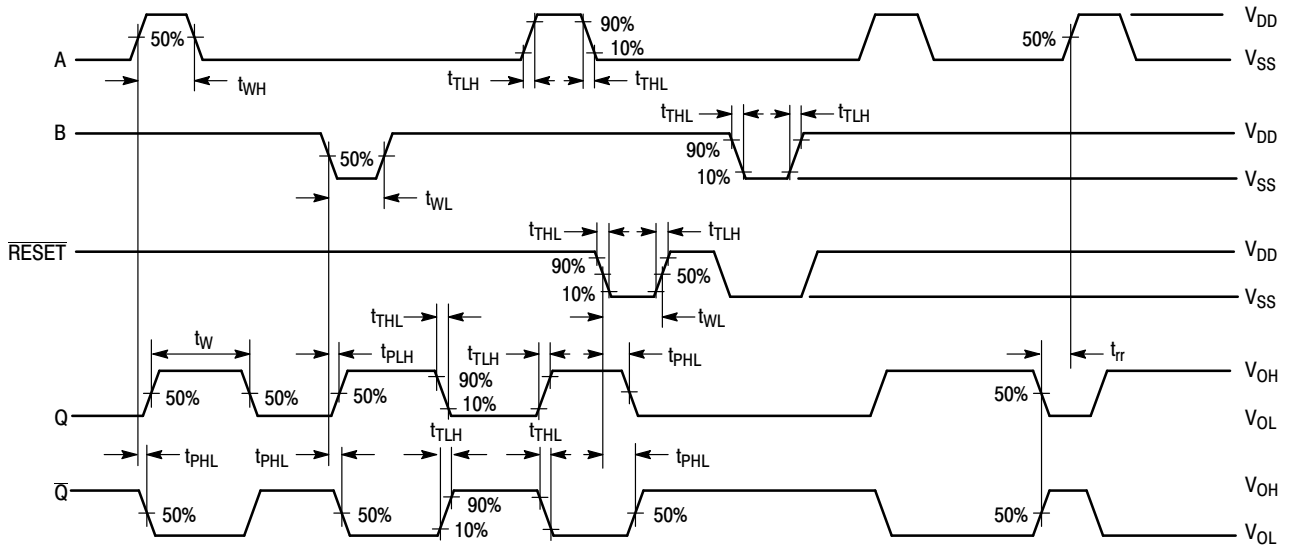 90%
V_DD
50%
50%
10%
A
V_SS
t_WH
t_TLH
t_THL
t_THL
t_TLH
B
V_DD
50%
90%
10%
V_SS
t_WL
t_THL
t_TLH
RESET
V_DD
90%
50%
10%
V_SS
t_THL
t_WL
t_W
t_PLH
t_TLH
t_PHL
t_rr
V_OH
90%
50%
50%
50%
50%
10%
Q
V_OL
t_TLH
t_THL
t_PHL
t_PHL
t_PHL
Q
V_OH
90%
50%
50%
50%
50%
10%
V_OL